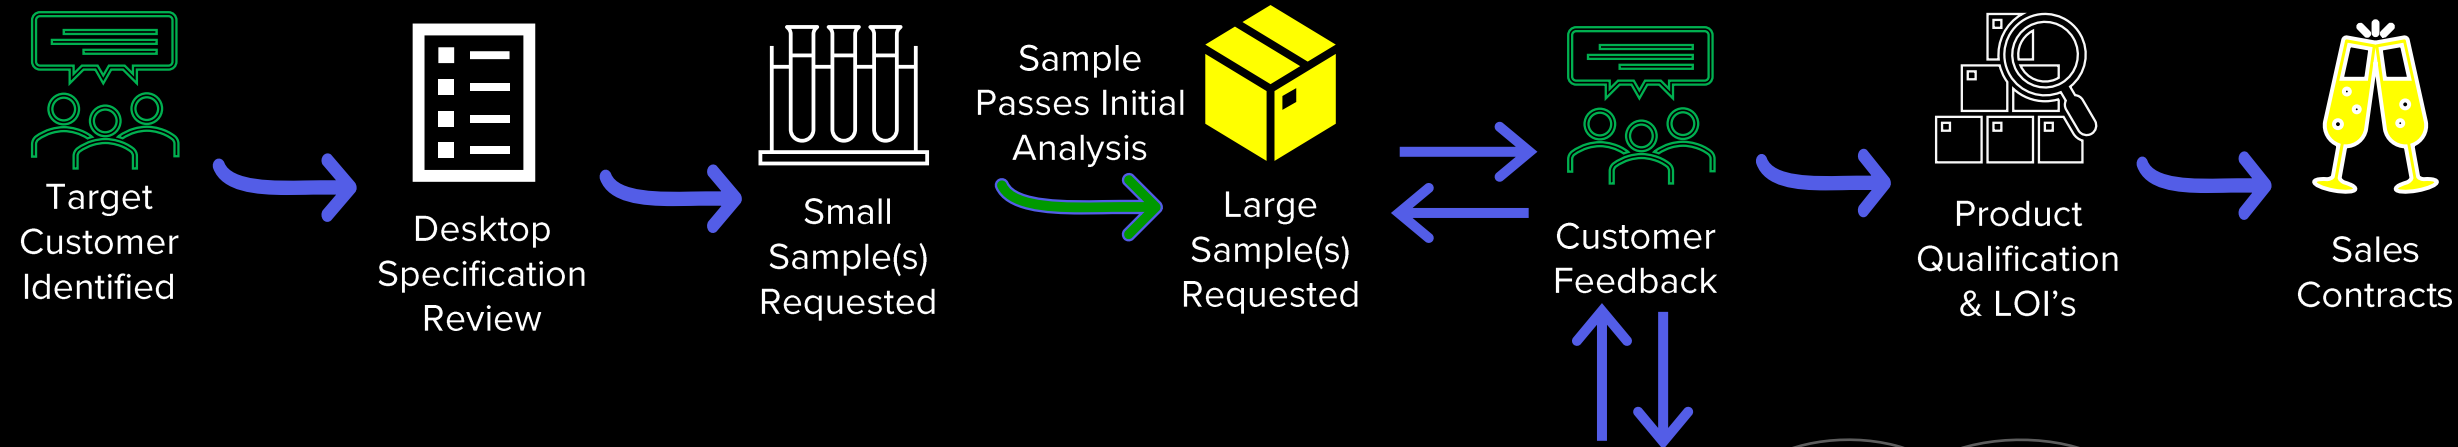 Target
Customer
Identified
Desktop
Specification
Review
Small
Sample(s)
Requested
Sample
Passes Initial
Analysis
Large
Sample(s)
Requested
Customer
Feedback
Product
Qualification
& LOI's
Sales
Contracts